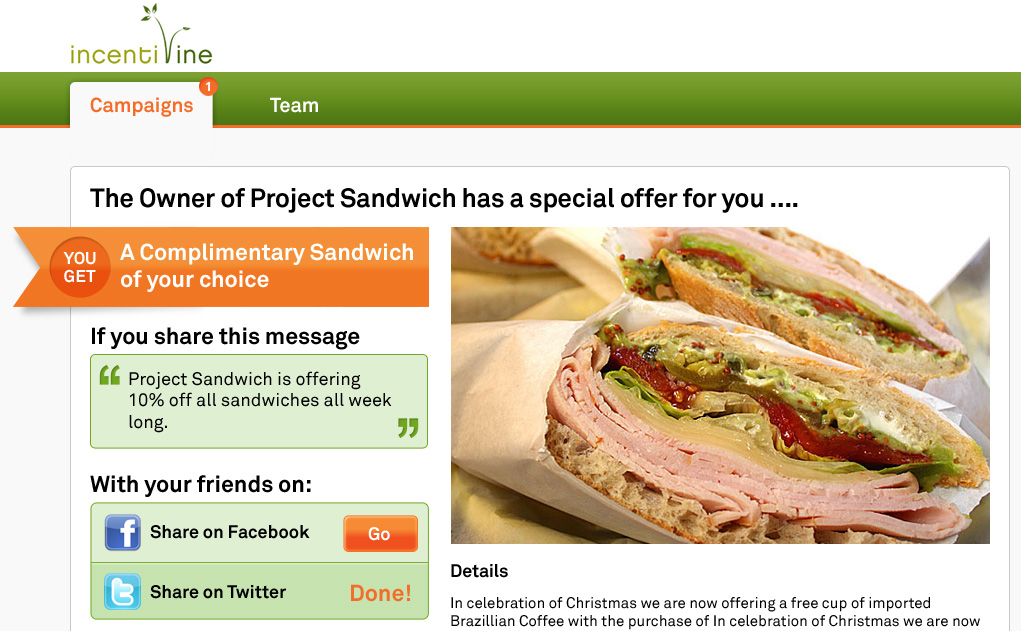 incentivine
Campaigns
1
Team
The Owner of Project Sandwich has a special offer for you ....
YOU
GET
A Complimentary Sandwich
of your choice
If you share this message
“ Project Sandwich is offering
10% off all sandwiches all week
long. ”
With your friends on:
f Share on Facebook Go
t Share on Twitter Done!
Details
In celebration of Christmas we are now offering a free cup of imported
Brazillian Coffee with the purchase of In celebration of Christmas we are now